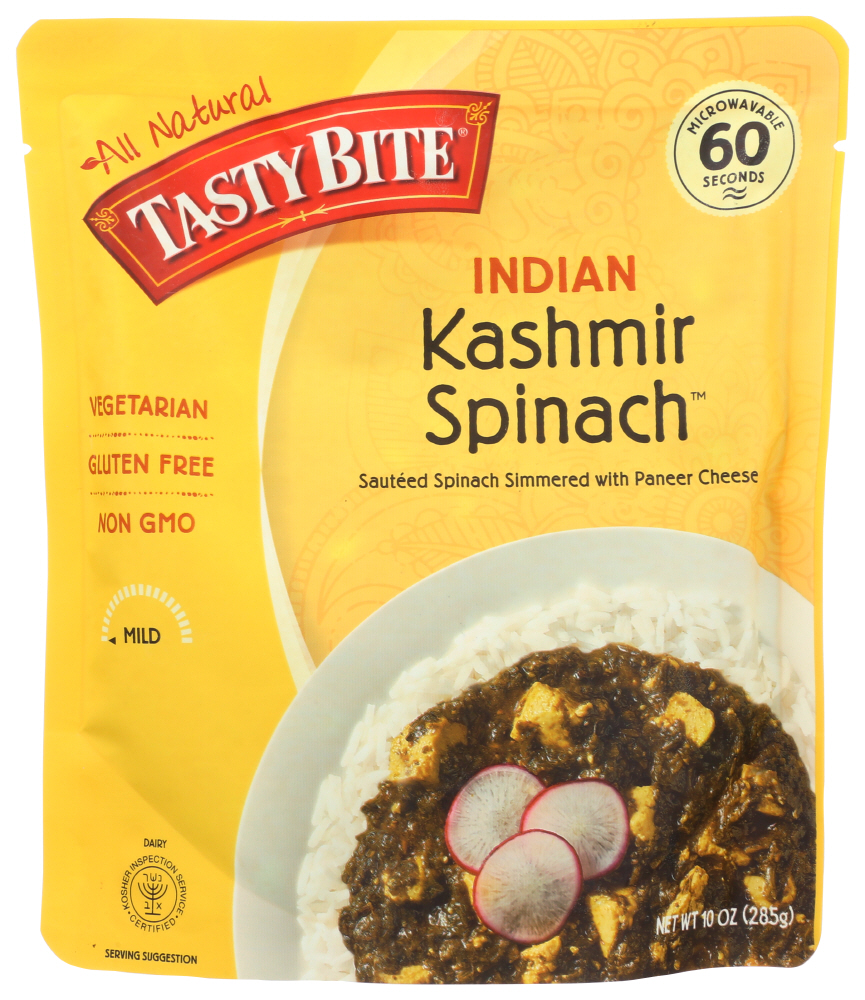 All Natural
TASTY BITE®
MICROWAVABLE
60
SECONDS
INDIAN
Kashmir
Spinach™
Sautéed Spinach Simmered with Paneer Cheese
VEGETARIAN
GLUTEN FREE
NON GMO
MILD
DAIRY
KOSHER INSPECTION SERVICE
כשר
CERTIFIED
SERVING SUGGESTION
NET WT 10 OZ (285g)